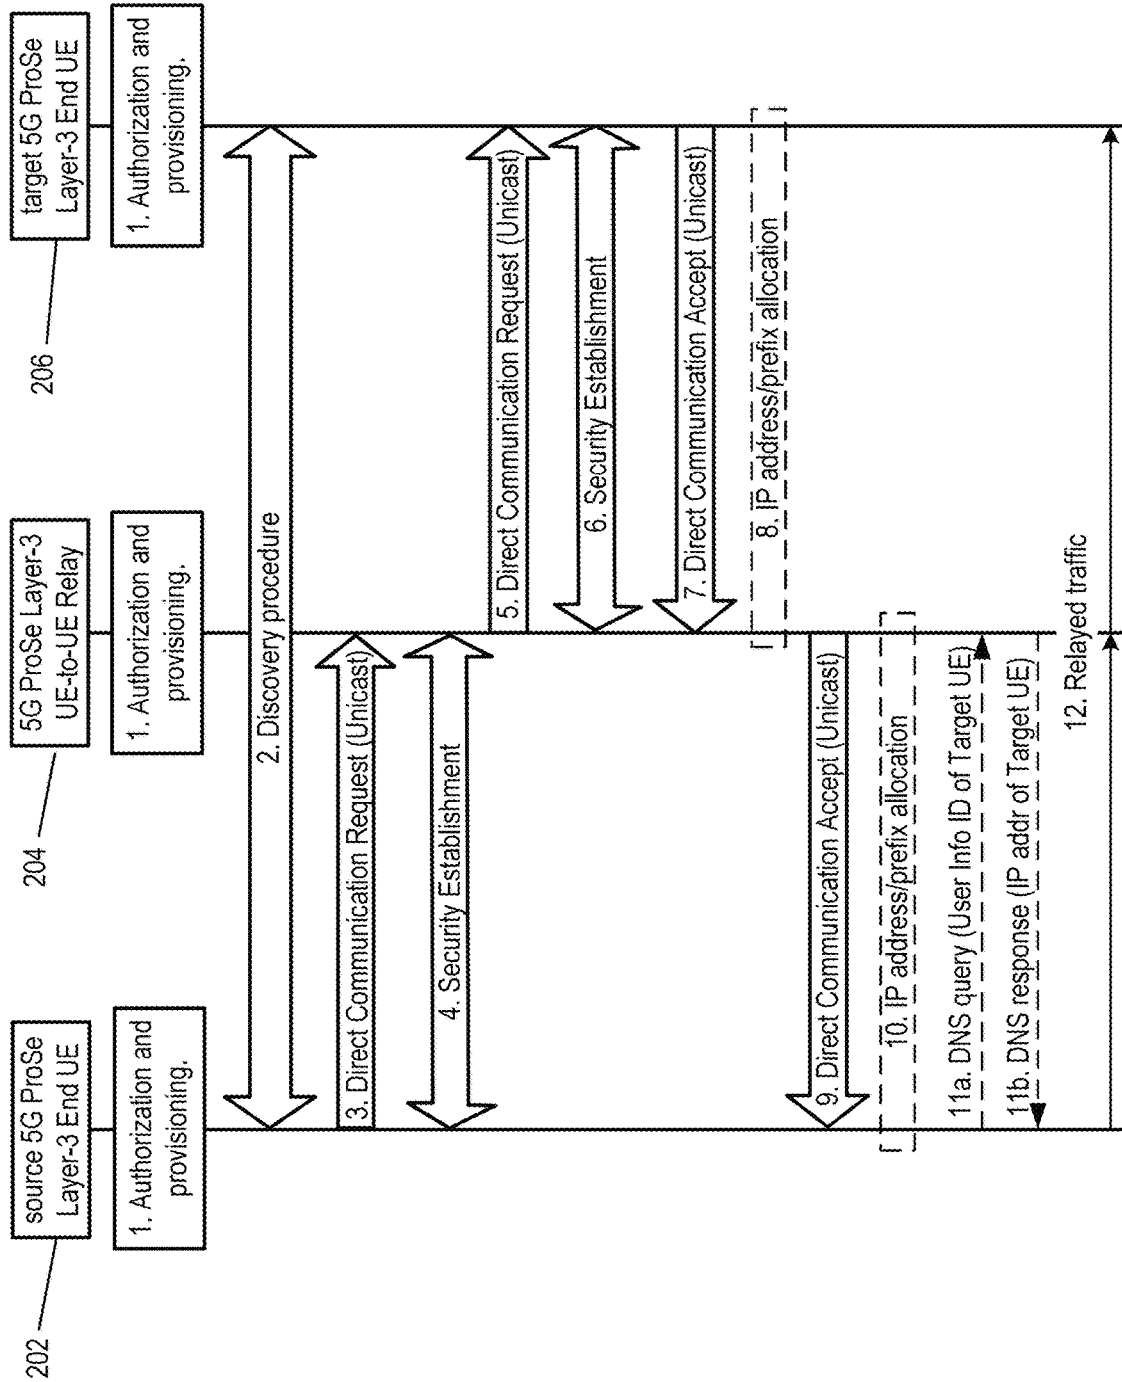 202
source 5G ProSe
Layer-3 End UE
204
5G ProSe Layer-3
UE-to-UE Relay
206
target 5G ProSe
Layer-3 End UE
1. Authorization and
provisioning.
1. Authorization and
provisioning.
1. Authorization and
provisioning.
2. Discovery procedure
3. Direct Communication Request (Unicast)
4. Security Establishment
5. Direct Communication Request (Unicast)
6. Security Establishment
7. Direct Communication Accept (Unicast)
8. IP address/prefix allocation
9. Direct Communication Accept (Unicast)
10. IP address/prefix allocation
11a. DNS query (User Info ID of Target UE)
11b. DNS response (IP addr of Target UE)
12. Relayed traffic